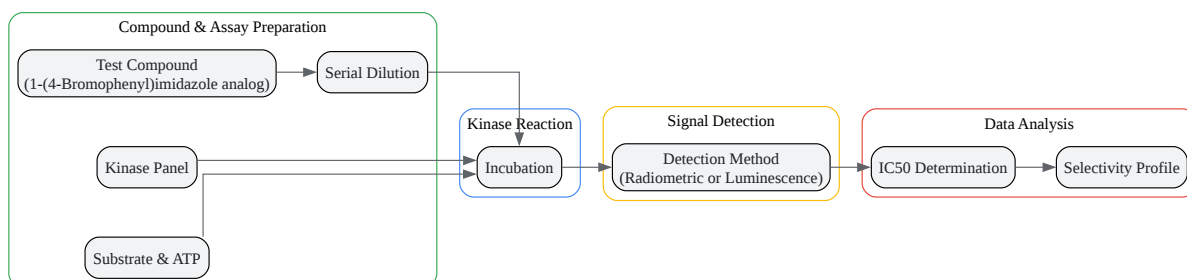 Compound & Assay Preparation
Test Compound
(1-(4-Bromophenyl)imidazole analog)
Serial Dilution
Kinase Panel
Substrate & ATP
Kinase Reaction
Incubation
Signal Detection
Detection Method
(Radiometric or Luminescence)
Data Analysis
IC50 Determination
Selectivity Profile